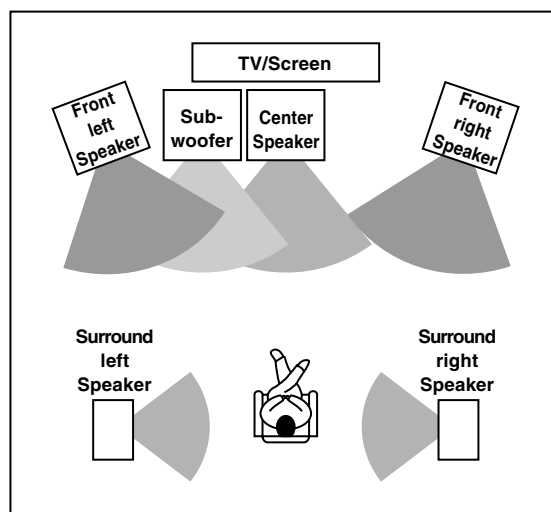 TV/Screen
Front
left
Speaker
Sub-
woofer
Center
Speaker
Front
right
Speaker
Surround
left
Speaker
Surround
right
Speaker